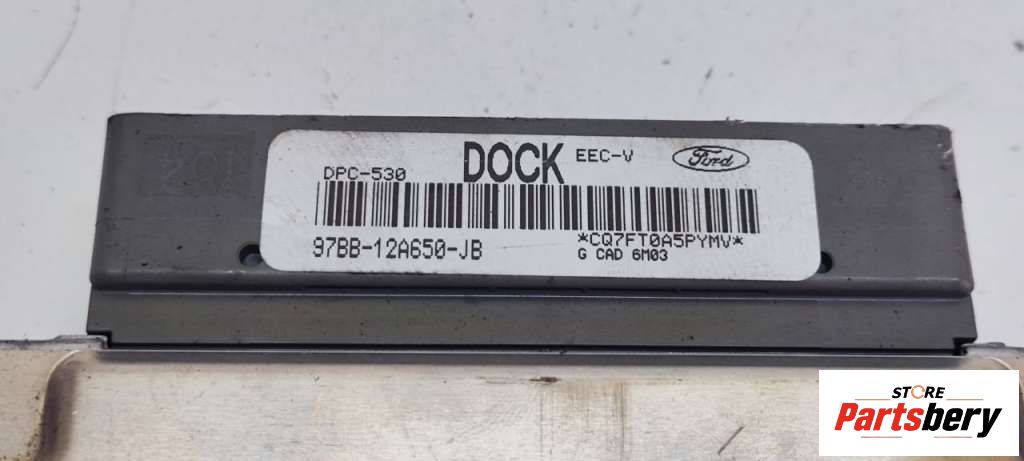 DOCK EEC-V Ford
DPC-530
97BB-12A650-JB *CQ7FT0A5PYMV*
G CAD 6M03
STORE
Partsbery